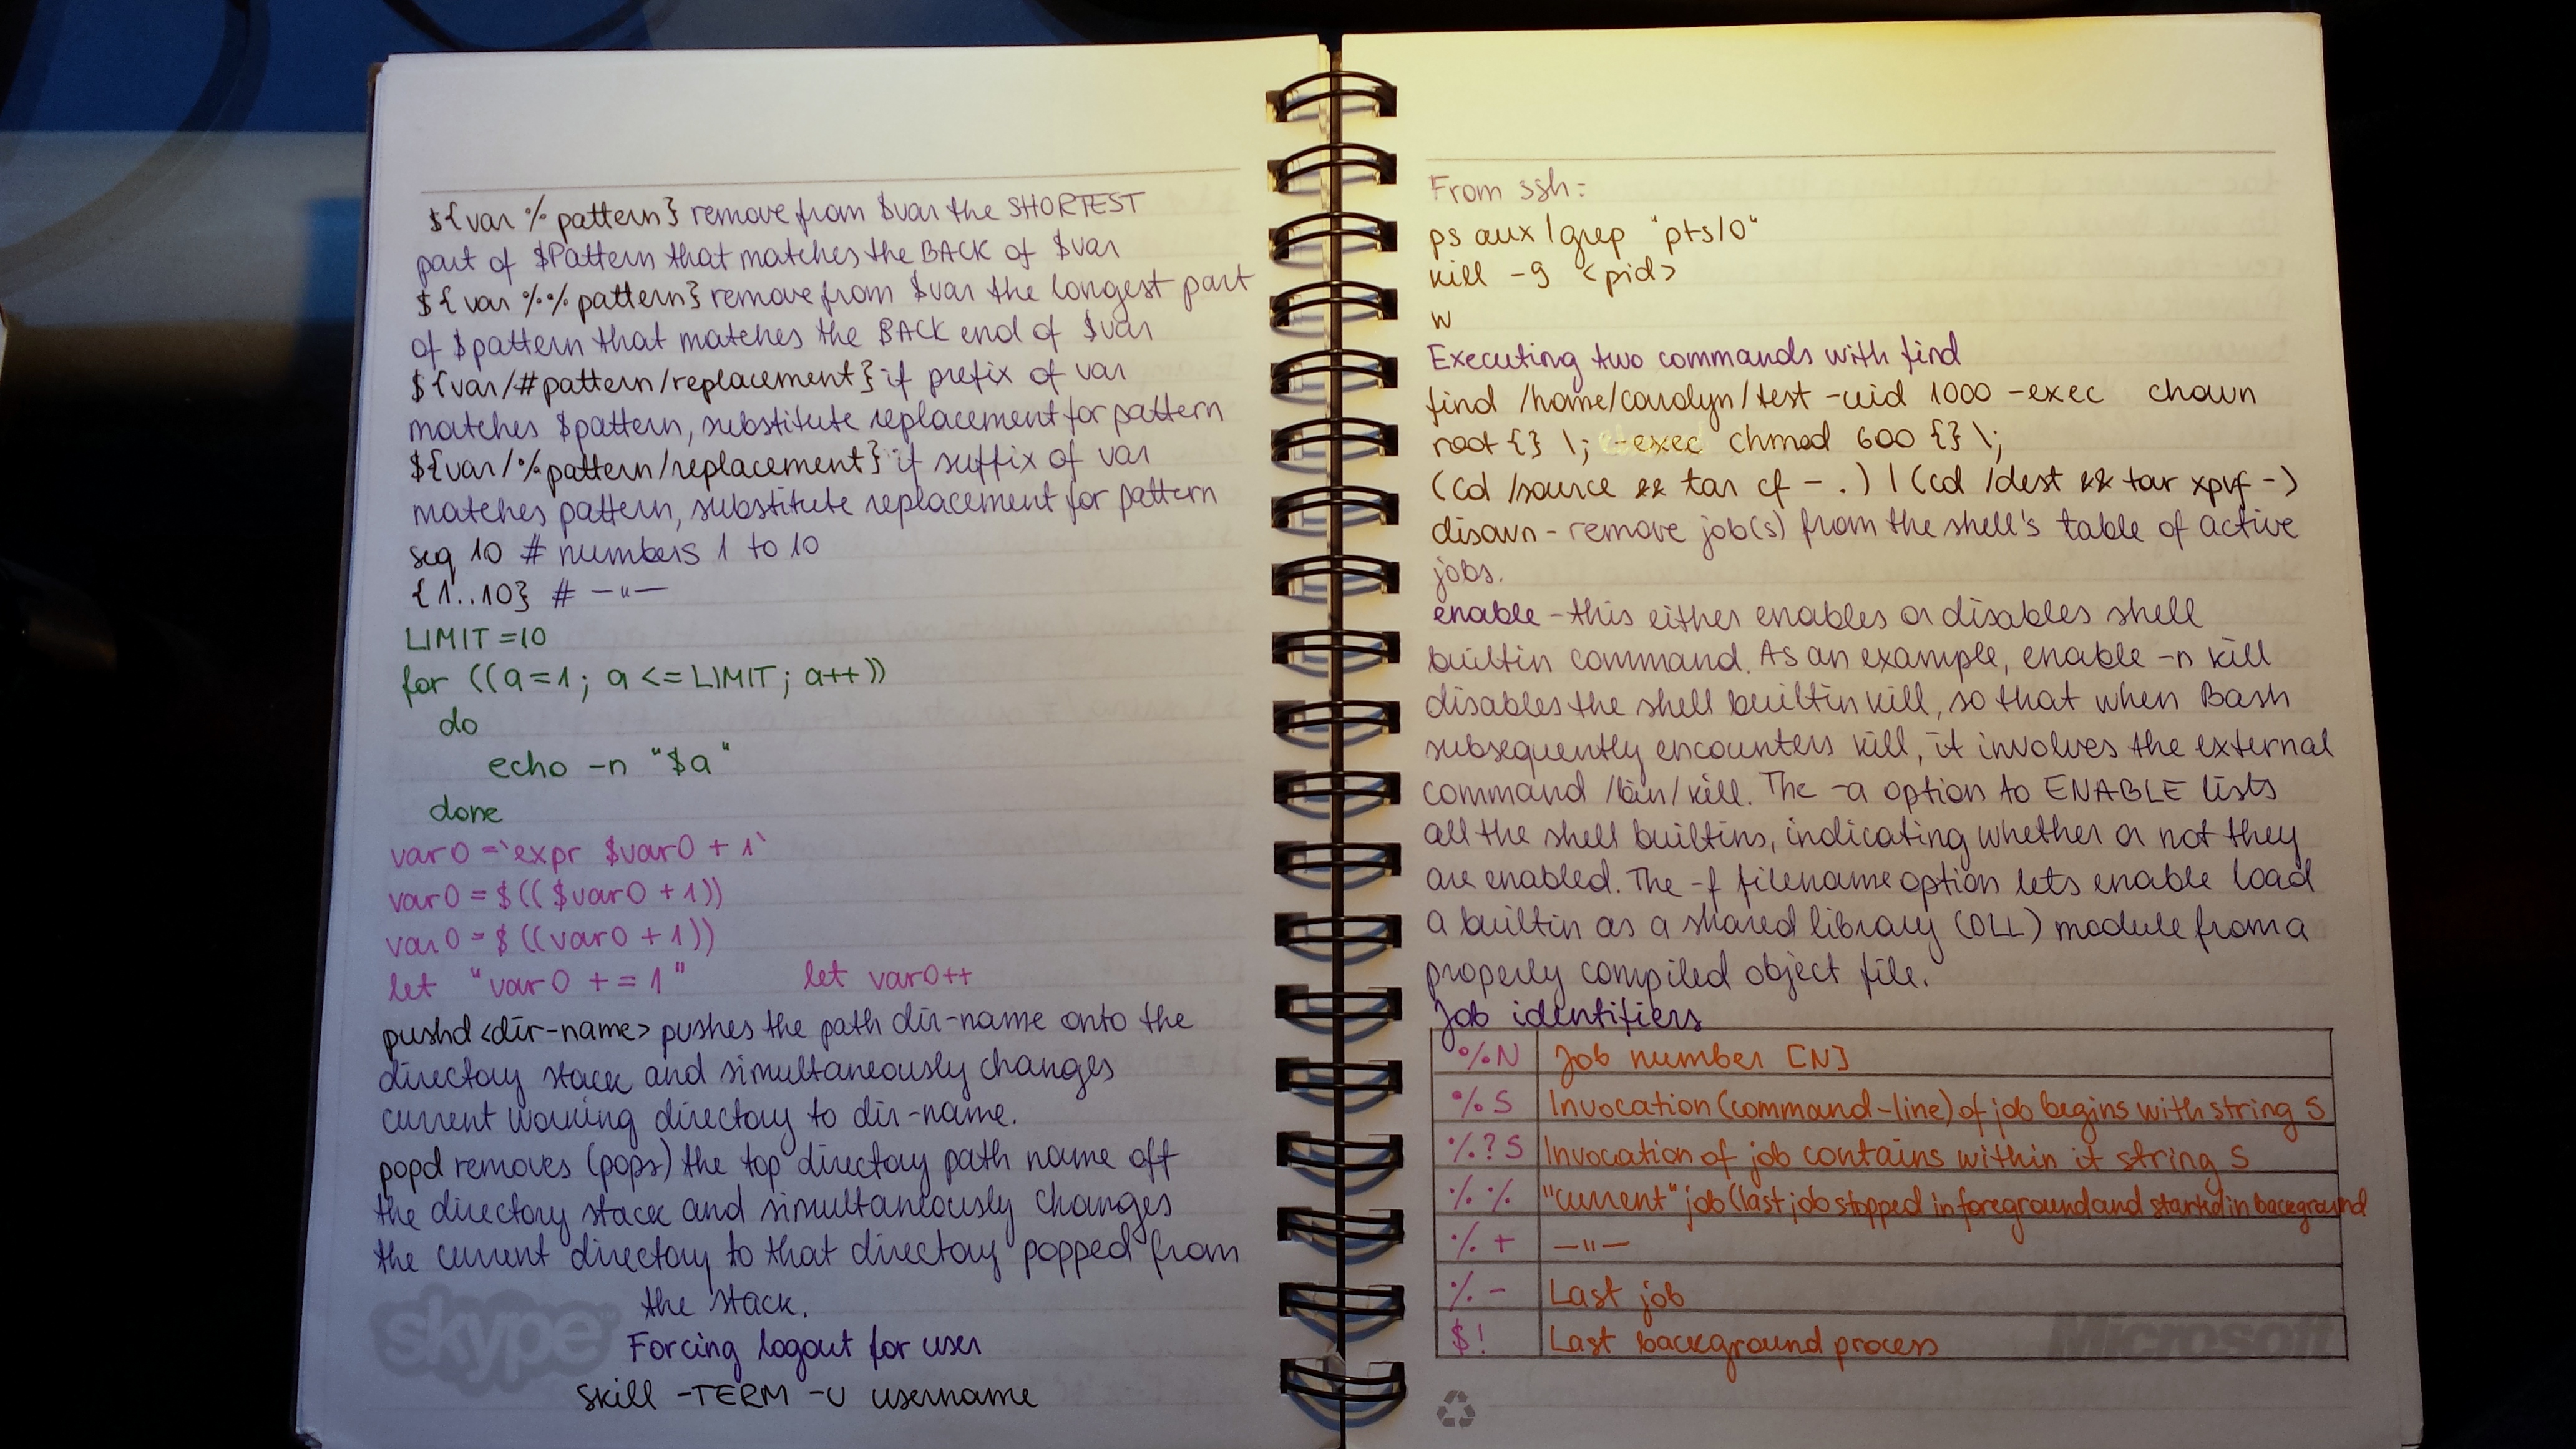 ${var%pattern} remove from $var the SHORTEST
part of $Pattern that matches the BACK of $var
${var%%pattern} remove from $var the longest part
of $pattern that matches the BACK end of $var
${var/#pattern/replacement} if prefix of var
matches $pattern, substitute replacement for pattern
${var/%pattern/replacement} if suffix of var
matches pattern, substitute replacement for pattern
seq 10 # numbers 1 to 10
{1..10} # —"—
LIMIT=10
for ((a=1; a <= LIMIT; a++))
do
echo -n "$a"
done
var0=`expr $var0 + 1`
var0=$(($var0 + 1))
var0=$((var0 + 1))
let "var0 += 1" let var0++
pushd <dir-name> pushes the path dir-name onto the
directory stack and simultaneously changes
current working directory to dir-name.
popd removes (pops) the top directory path name off
the directory stack and simultaneously changes
the current directory to that directory popped from
the stack.
Forcing logout for user
skill -TERM -u username
skype
From ssh:
ps aux | grep "pts/0"
kill -9 <pid>
w
Executing two commands with find
find /home/carolyn/test -uid 1000 -exec chown
root {} \; -exec chmod 600 {} \;
(cd /source && tar cf - .) | (cd /dest && tar xpvf -)
disown - remove job(s) from the shell's table of active
jobs.
enable - this either enables or disables shell
builtin command. As an example, enable -n kill
disables the shell builtin kill, so that when Bash
subsequently encounters kill, it involves the external
command /bin/kill. The -a option to ENABLE lists
all the shell builtins, indicating whether or not they
are enabled. The -f filename option lets enable load
a builtin as a shared library (DLL) module from a
properly compiled object file.
Job identifiers
%N Job number [N]
%S Invocation (command-line) of job begins with string S
%?S Invocation of job contains within it string S
%% "current" job (last job stopped in foreground and started in background
%+ —"—
%- Last job
$! Last background process
Microsoft